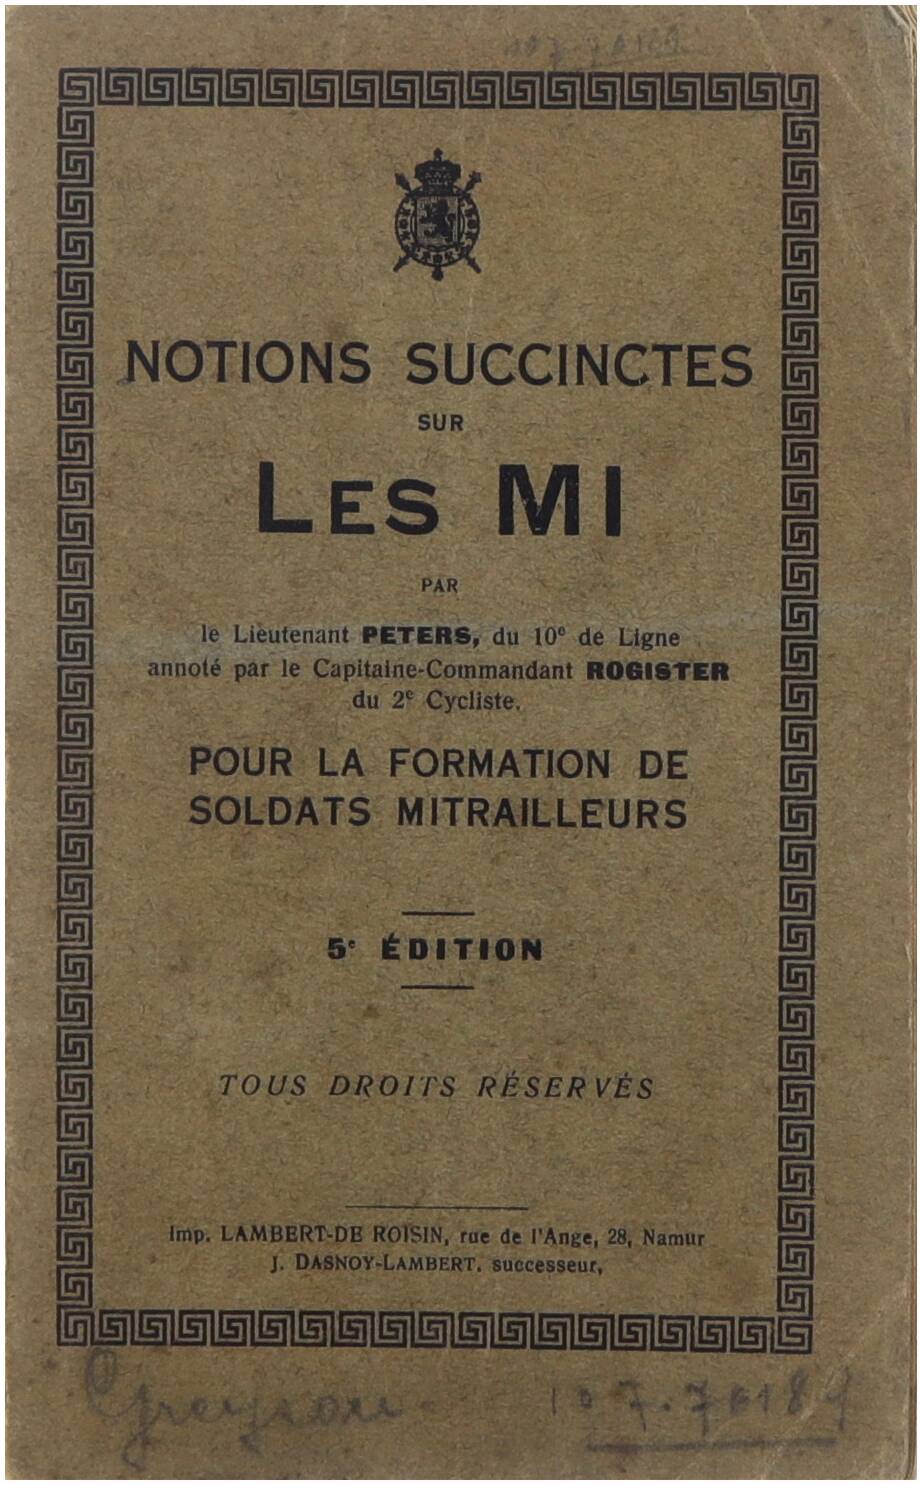 NOTIONS SUCCINCTES
SUR
LES MI
PAR
le Lieutenant PETERS, du 10e de Ligne
annoté par le Capitaine-Commandant ROGISTER
du 2e Cycliste.
POUR LA FORMATION DE
SOLDATS MITRAILLEURS
5e ÉDITION
TOUS DROITS RÉSERVÉS
Imp. LAMBERT-DE ROISIN, rue de l'Ange, 28, Namur
J. DASNOY-LAMBERT, successeur,